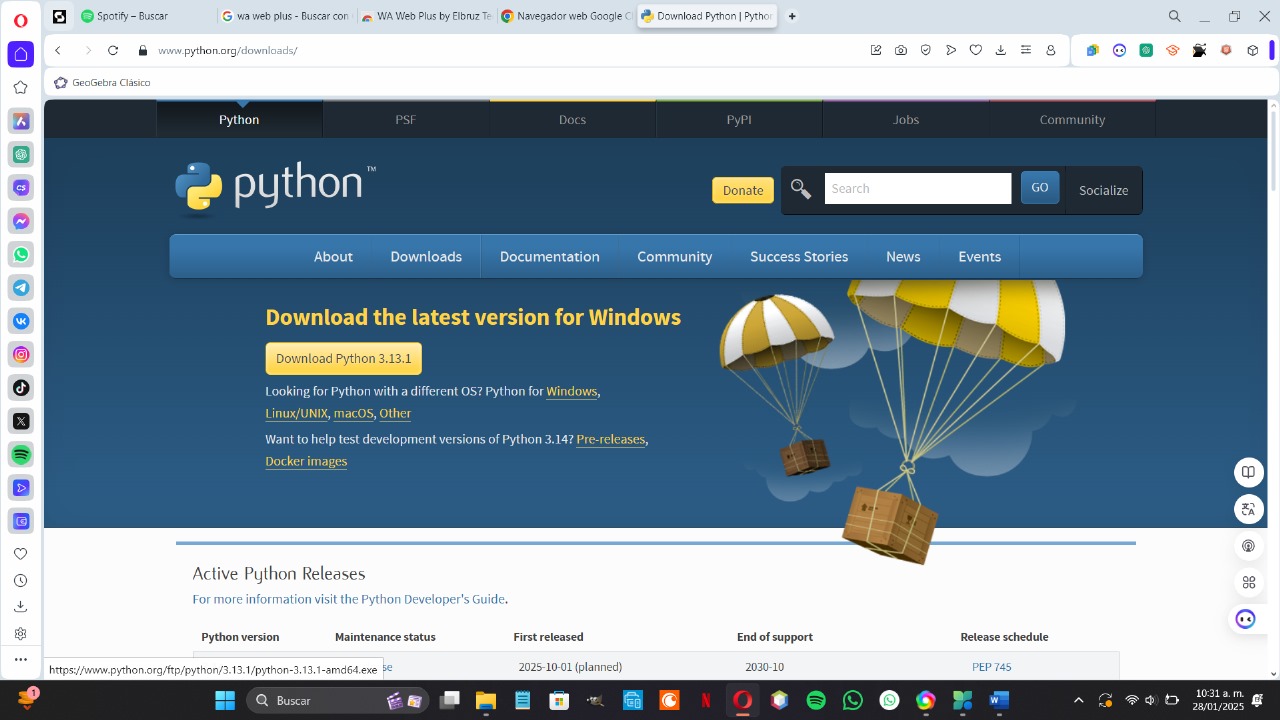 Spotify – Buscar
wa web plus - Buscar con
WA Web Plus by Elbruz Te
Navegador web Google C
Download Python | Pytho
www.python.org/downloads/
GeoGebra Clásico
Python
PSF
Docs
PyPI
Jobs
Community
python™
Donate
Search
GO
Socialize
About
Downloads
Documentation
Community
Success Stories
News
Events
Download the latest version for Windows
Download Python 3.13.1
Looking for Python with a different OS? Python for Windows,
Linux/UNIX, macOS, Other
Want to help test development versions of Python 3.14? Pre-releases,
Docker images
Active Python Releases
For more information visit the Python Developer's Guide.
Python version Maintenance status First released End of support Release schedule
se 2025-10-01 (planned) 2030-10 PEP 745
https://www.python.org/ftp/python/3.13.1/python-3.13.1-amd64.exe
1
Buscar
10:31 a. m.
28/01/2025